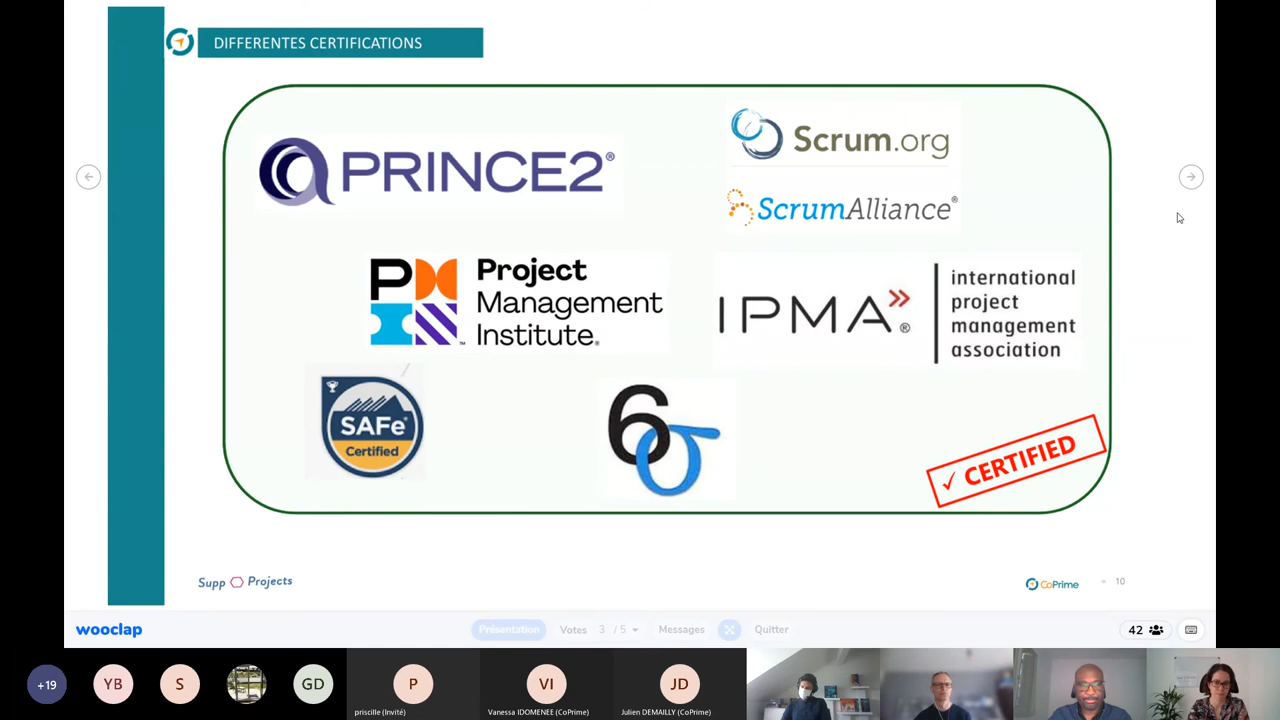 DIFFERENTES CERTIFICATIONS
PRINCE2®
Scrum.org
ScrumAlliance®
PM
Project
Management
Institute®
™
IPMA®
international
project
management
association
SAFe®
Certified
6σ
✓ CERTIFIED
Supp Projects
CoPrime
10
wooclap
Présentation
Votes 3 / 5
Messages
Quitter
42
+19
YB
S
GD
P
VI
JD
priscille (Invité)
Vanessa IDOMENEE (CoPrime)
Julien DEMAILLY (CoPrime)